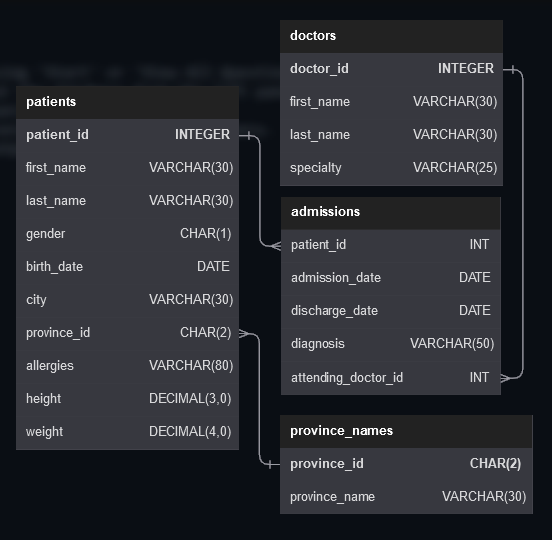 doctors
doctor_id INTEGER
first_name VARCHAR(30)
last_name VARCHAR(30)
specialty VARCHAR(25)
patients
patient_id INTEGER
first_name VARCHAR(30)
last_name VARCHAR(30)
gender CHAR(1)
birth_date DATE
city VARCHAR(30)
province_id CHAR(2)
allergies VARCHAR(80)
height DECIMAL(3,0)
weight DECIMAL(4,0)
admissions
patient_id INT
admission_date DATE
discharge_date DATE
diagnosis VARCHAR(50)
attending_doctor_id INT
province_names
province_id CHAR(2)
province_name VARCHAR(30)